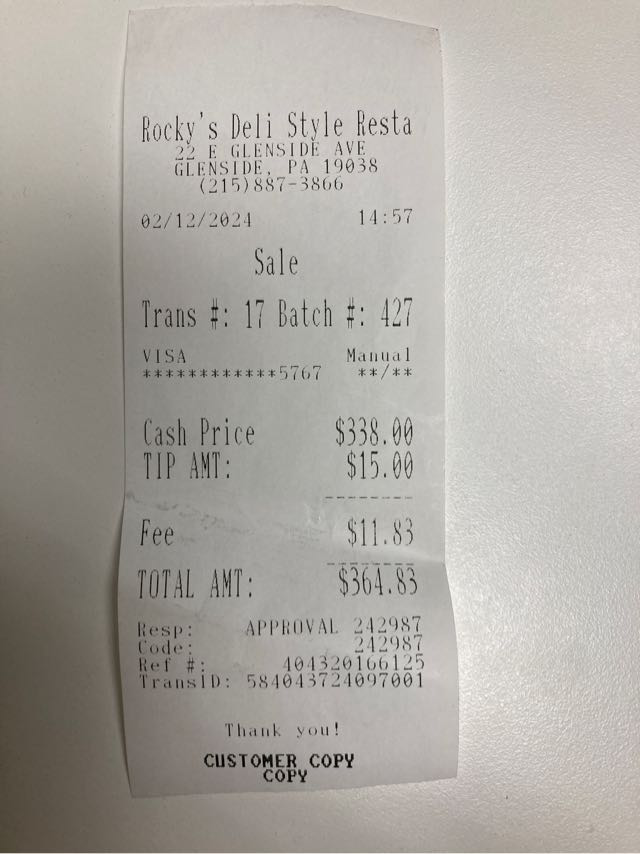 Rocky's Deli Style Resta
22 E GLENSIDE AVE
GLENSIDE, PA 19038
(215)887-3866
02/12/2024 14:57
Sale
Trans #: 17 Batch #: 427
VISA Manual
************5767 **/**
Cash Price $338.00
TIP AMT: $15.00
--------
Fee $11.83
--------
TOTAL AMT: $364.83
Resp: APPROVAL 242987
Code: 242987
Ref #: 404320166125
TransID: 584043724097001
Thank you!
CUSTOMER COPY
COPY